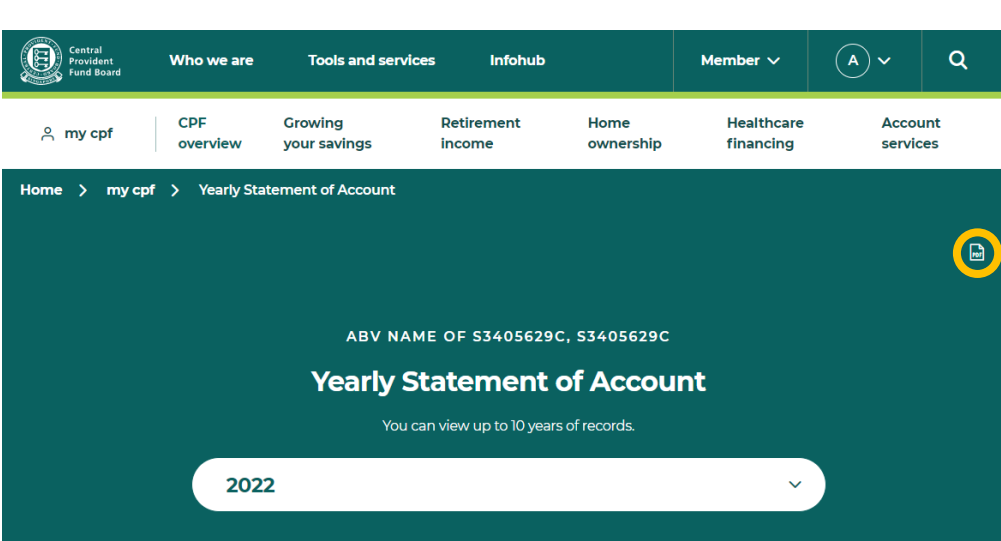 Central
Provident
Fund Board
Who we are
Tools and services
Infohub
Member
A
my cpf
CPF
overview
Growing
your savings
Retirement
income
Home
ownership
Healthcare
financing
Account
services
Home > my cpf > Yearly Statement of Account
PDF
ABV NAME OF S3405629C, S3405629C
Yearly Statement of Account
You can view up to 10 years of records.
2022